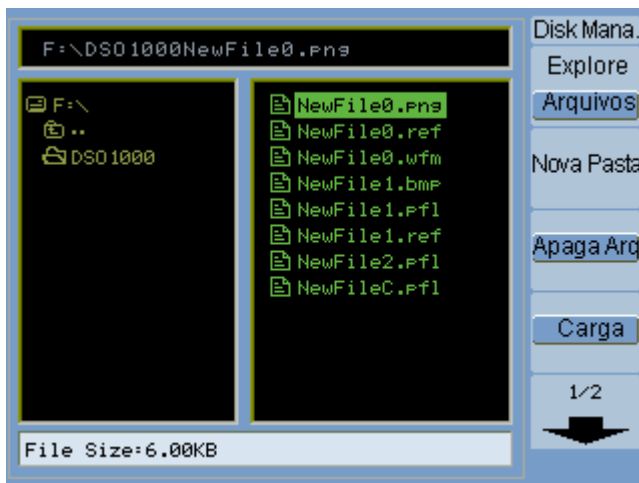 F:\DSO1000NewFile0.png
F:\
..
DSO1000
NewFile0.png
NewFile0.ref
NewFile0.wfm
NewFile1.bmp
NewFile1.pfl
NewFile1.ref
NewFile2.pfl
NewFileC.pfl
File Size:6.00KB
Disk Mana.
Explore
Arquivos
Nova Pasta
Apaga Arq
Carga
1/2